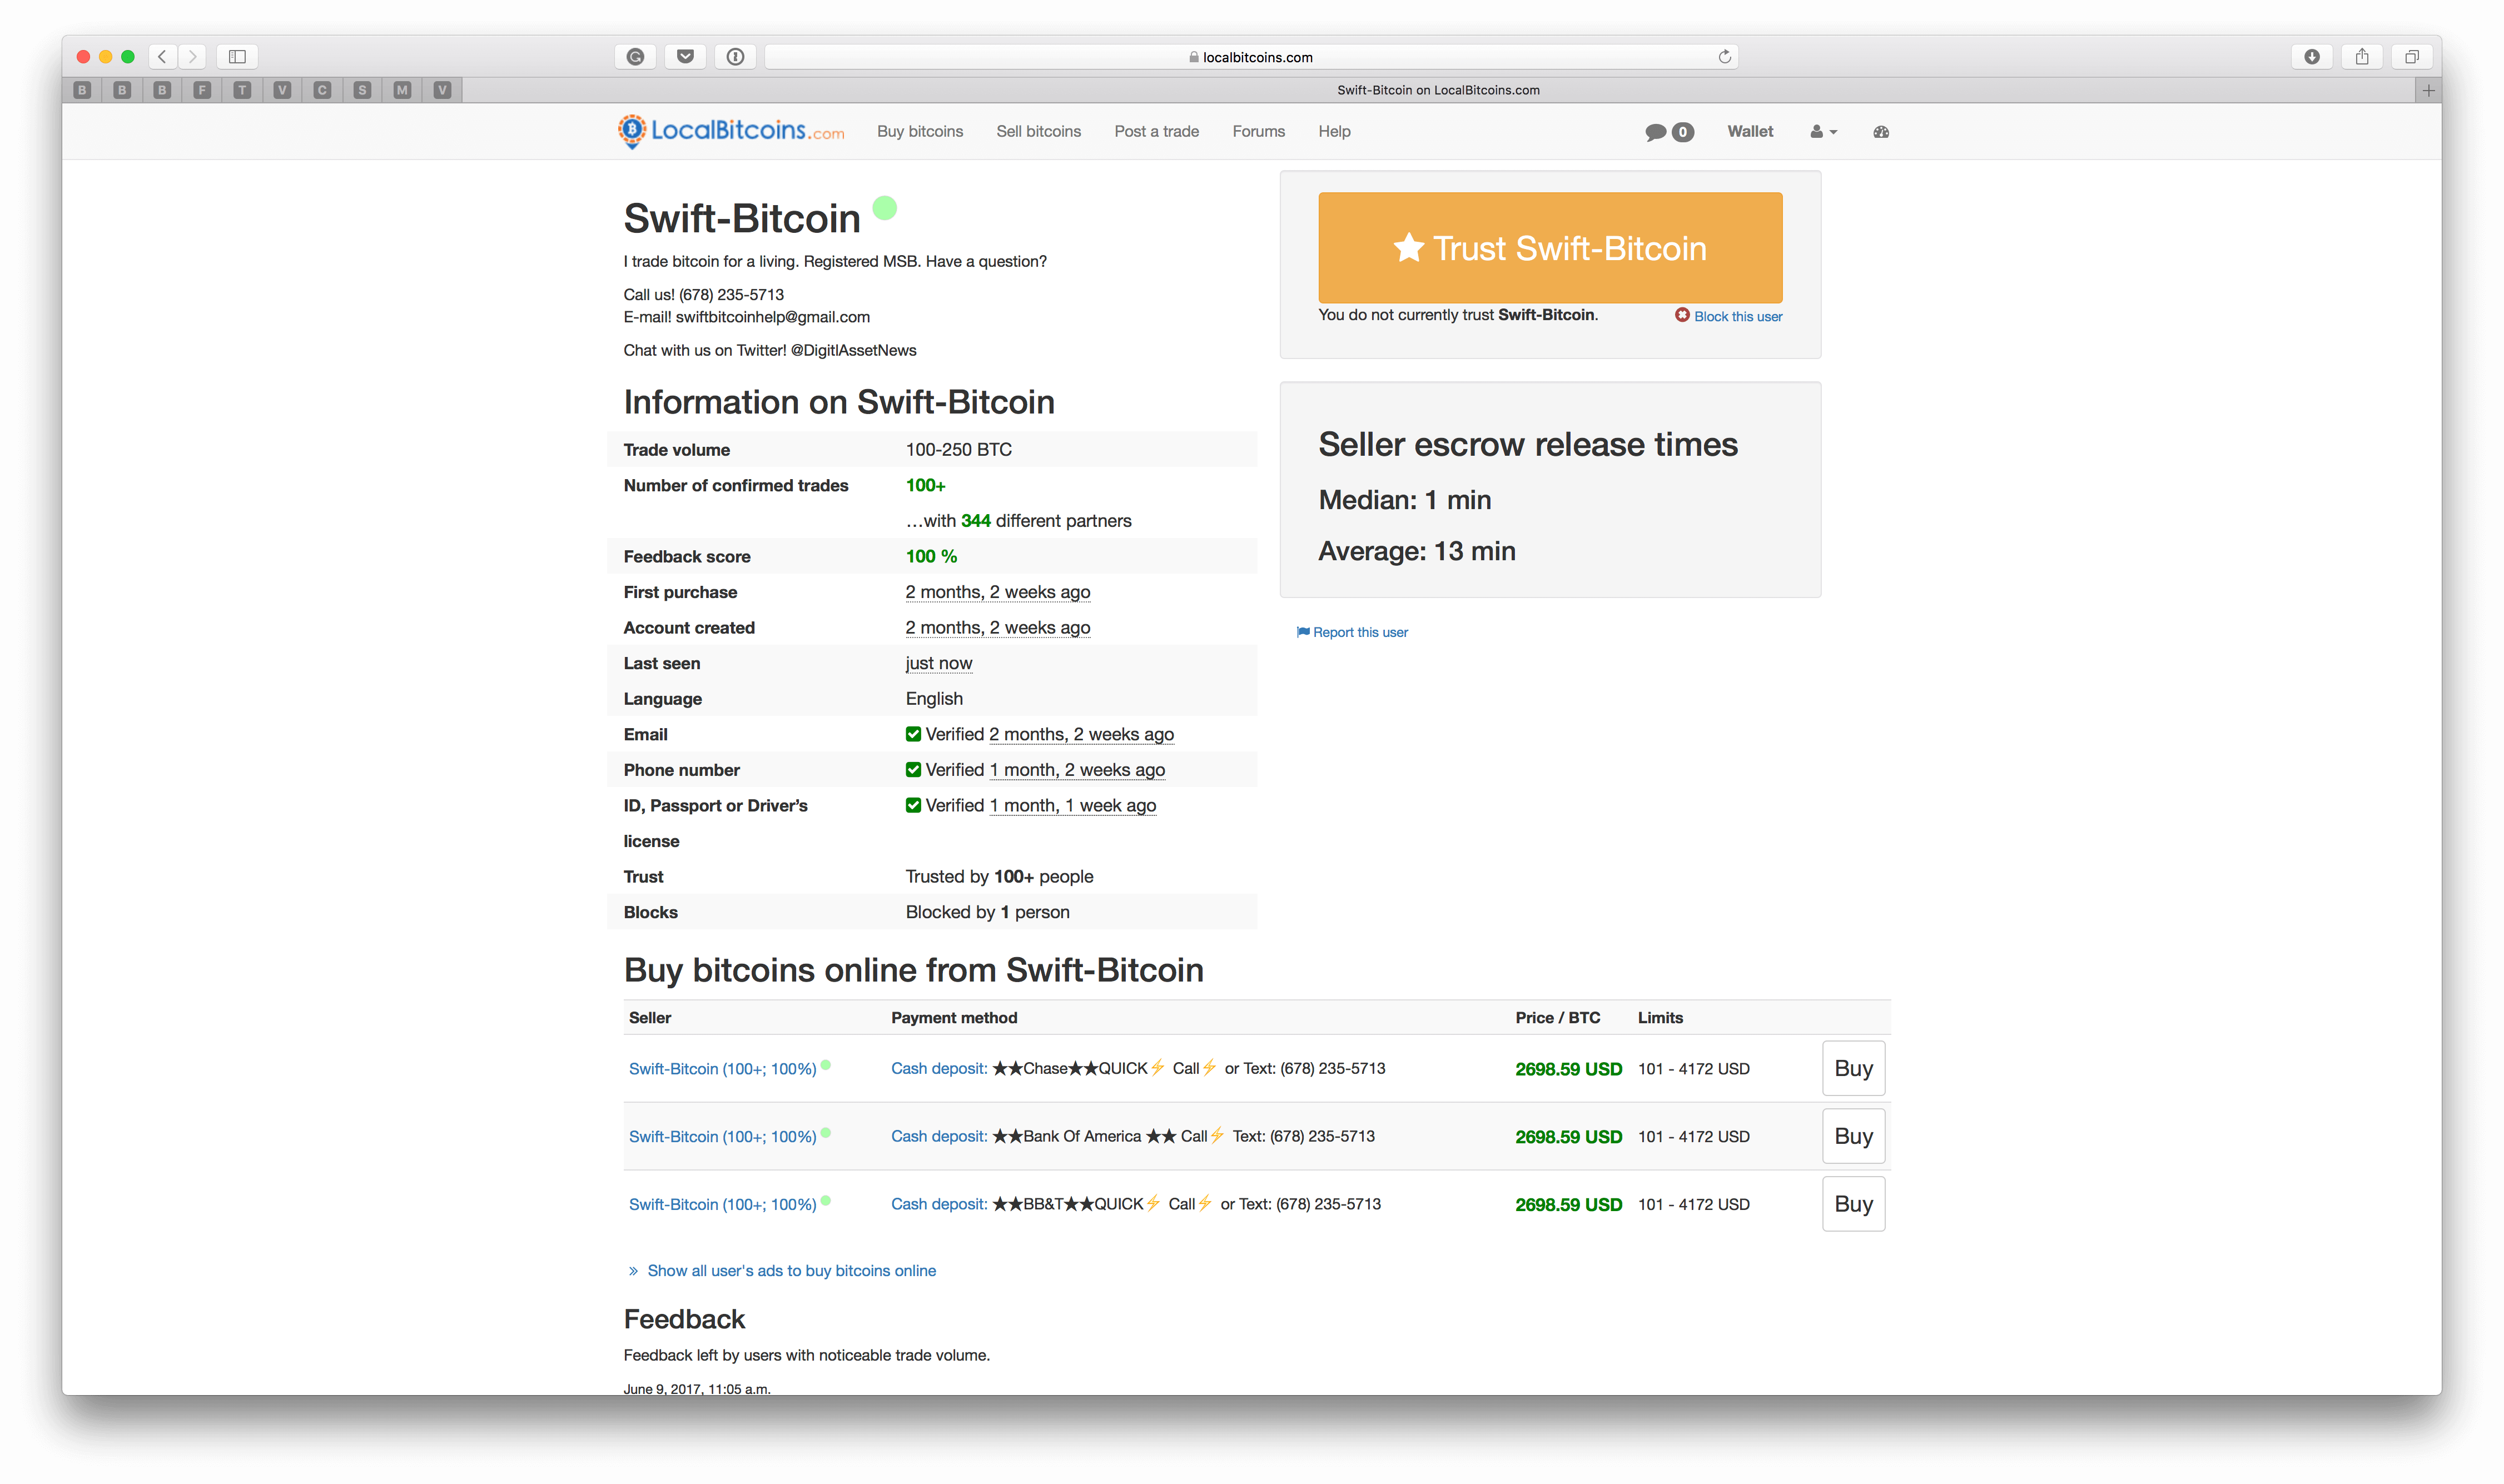 localbitcoins.com
B B B F T V C S M V
Swift-Bitcoin on LocalBitcoins.com
LocalBitcoins.com Buy bitcoins Sell bitcoins Post a trade Forums Help 0 Wallet
Swift-Bitcoin
I trade bitcoin for a living. Registered MSB. Have a question?
Call us! (678) 235-5713
E-mail! swiftbitcoinhelp@gmail.com
Chat with us on Twitter! @DigitlAssetNews
★ Trust Swift-Bitcoin
You do not currently trust Swift-Bitcoin. Block this user
Information on Swift-Bitcoin
Trade volume 100-250 BTC
Number of confirmed trades 100+
...with 344 different partners
Feedback score 100 %
First purchase 2 months, 2 weeks ago
Account created 2 months, 2 weeks ago
Last seen just now
Language English
Email Verified 2 months, 2 weeks ago
Phone number Verified 1 month, 2 weeks ago
ID, Passport or Driver's Verified 1 month, 1 week ago
license
Trust Trusted by 100+ people
Blocks Blocked by 1 person
Seller escrow release times
Median: 1 min
Average: 13 min
Report this user
Buy bitcoins online from Swift-Bitcoin
Seller Payment method Price / BTC Limits
Swift-Bitcoin (100+; 100%) Cash deposit: ★★Chase★★QUICK⚡ Call⚡ or Text: (678) 235-5713 2698.59 USD 101 - 4172 USD Buy
Swift-Bitcoin (100+; 100%) Cash deposit: ★★Bank Of America ★★ Call⚡ Text: (678) 235-5713 2698.59 USD 101 - 4172 USD Buy
Swift-Bitcoin (100+; 100%) Cash deposit: ★★BB&T★★QUICK⚡ Call⚡ or Text: (678) 235-5713 2698.59 USD 101 - 4172 USD Buy
» Show all user's ads to buy bitcoins online
Feedback
Feedback left by users with noticeable trade volume.
June 9, 2017, 11:05 a.m.